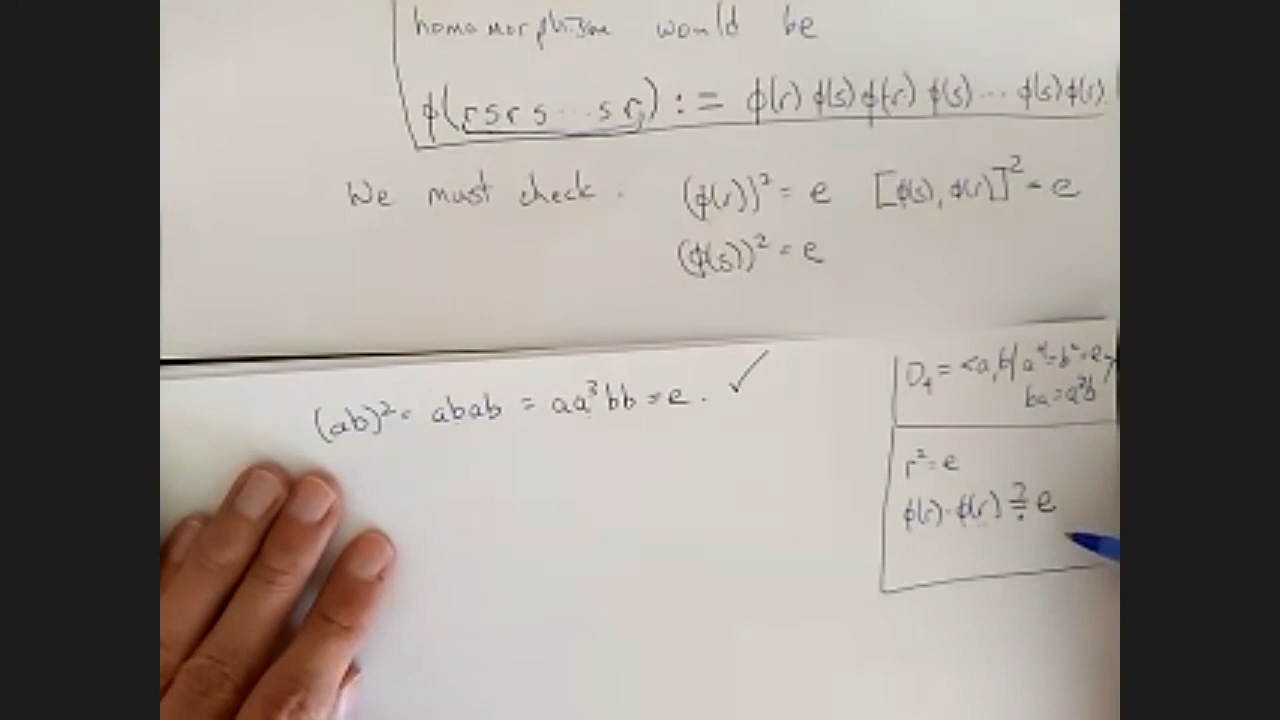 homomorphism would be
ϕ(rsrs⋯sr) := ϕ(r)ϕ(s)ϕ(r)ϕ(s)⋯ϕ(s)ϕ(r)
We must check: (ϕ(r))² = e [ϕ(s), ϕ(r)]² = e
(ϕ(s))² = e
(ab)² = abab = aa³bb = e. ✓
D₄ = <a,b| a⁴=b²=e,
ba=a³b
r²=e
ϕ(r)·ϕ(r) ≟ e